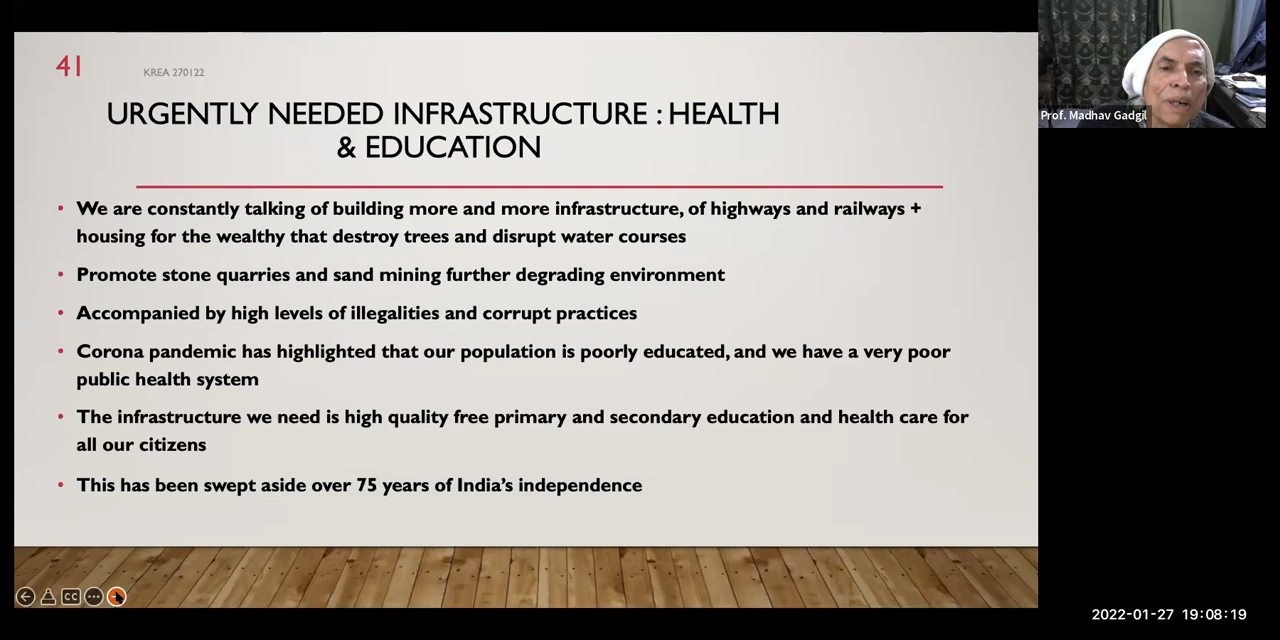 41
KREA 270122
URGENTLY NEEDED INFRASTRUCTURE : HEALTH
& EDUCATION
• We are constantly talking of building more and more infrastructure, of highways and railways +
housing for the wealthy that destroy trees and disrupt water courses
• Promote stone quarries and sand mining further degrading environment
• Accompanied by high levels of illegalities and corrupt practices
• Corona pandemic has highlighted that our population is poorly educated, and we have a very poor
public health system
• The infrastructure we need is high quality free primary and secondary education and health care for
all our citizens
• This has been swept aside over 75 years of India's independence
CC
Prof. Madhav Gadgil
2022-01-27 19:08:19